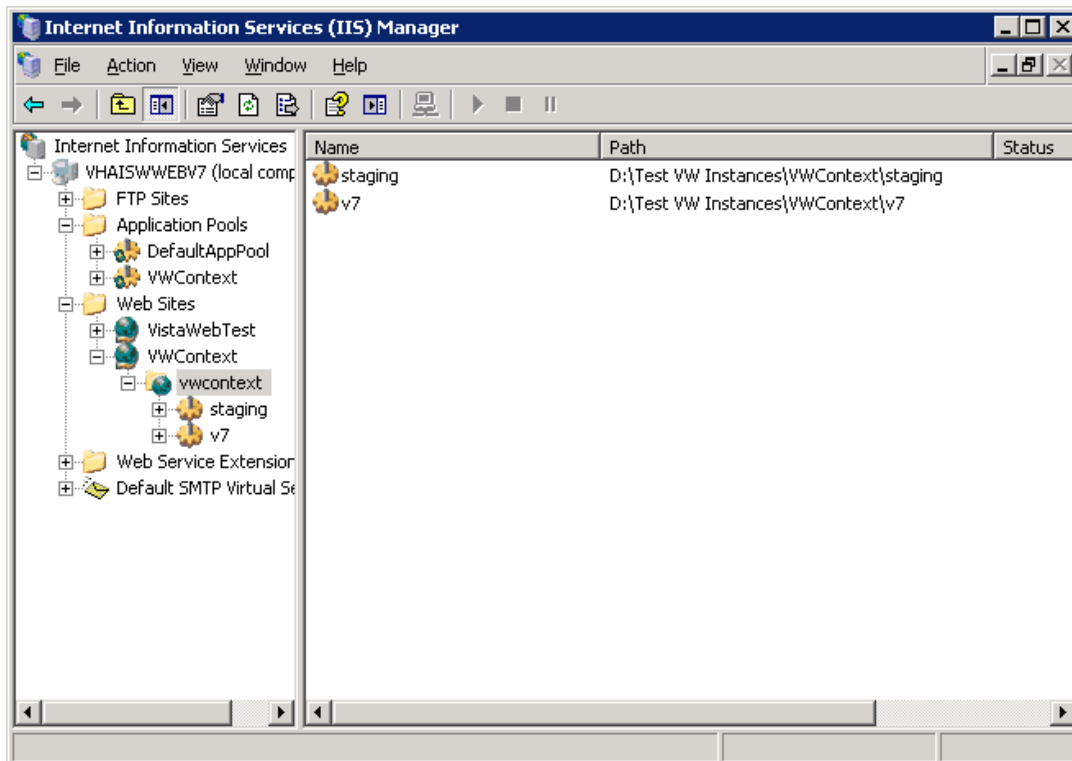 Internet Information Services (IIS) Manager
File Action View Window Help
Internet Information Services
VHAISWWEBV7 (local comp
FTP Sites
Application Pools
DefaultAppPool
VWContext
Web Sites
VistaWebTest
VWContext
vwcontext
staging
v7
Web Service Extension
Default SMTP Virtual Se
Name Path Status
staging D:\Test VW Instances\VWContext\staging
v7 D:\Test VW Instances\VWContext\v7